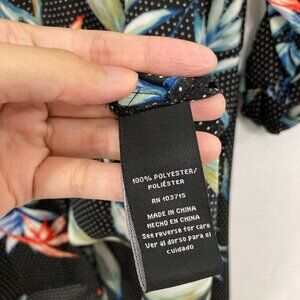 100% POLYESTER/
POLIÉSTER
RN 103715
MADE IN CHINA
HECHO EN CHINA
See reverse for care
Ver al dorso para el
cuidado